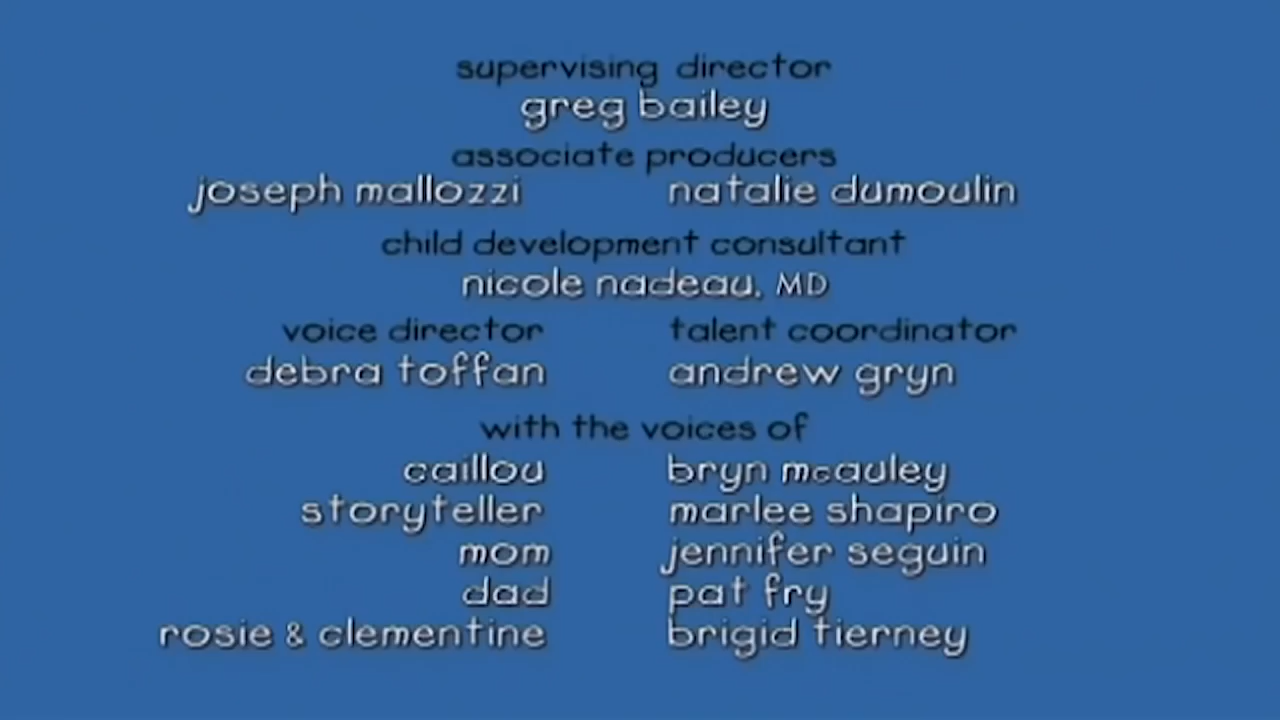 supervising director
greg bailey
associate producers
joseph mallozzi natalie dumoulin
child development consultant
nicole nadeau, MD
voice director talent coordinator
debra toffan andrew gryn
with the voices of
caillou bryn mcauley
storyteller marlee shapiro
mom jennifer seguin
dad pat fry
rosie & clementine brigid tierney